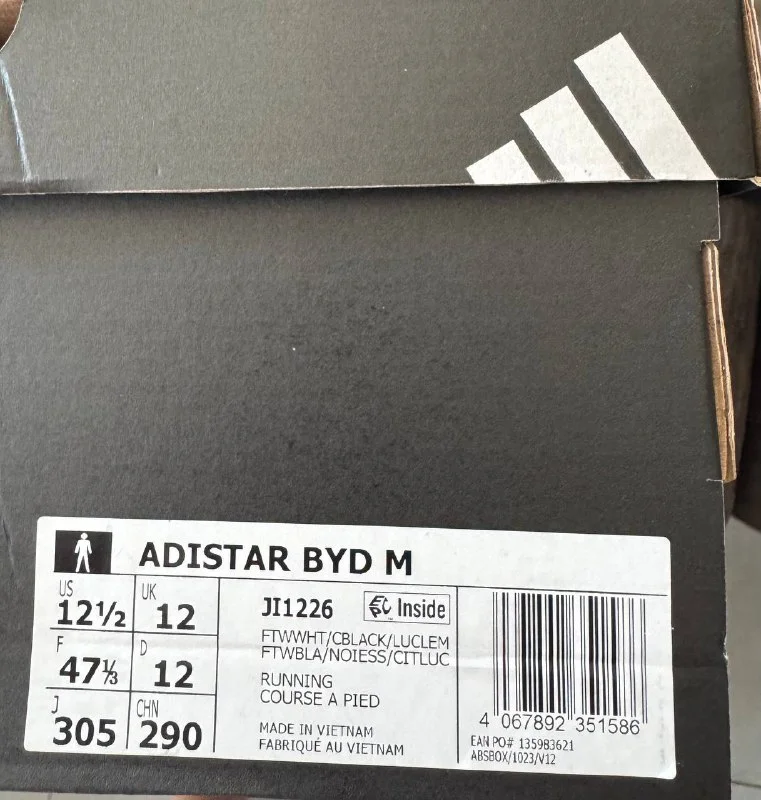 ADISTAR BYD M
US 12½ UK 12
F 47⅓ D 12
J 305 CHN 290
JI1226 Inside
FTWWHT/CBLACK/LUCLEM
FTWBLA/NOIESS/CITLUC
RUNNING
COURSE A PIED
MADE IN VIETNAM
FABRIQUÉ AU VIETNAM
4 067892 351586
EAN PO# 135983621
ABSBOX/1023/V12